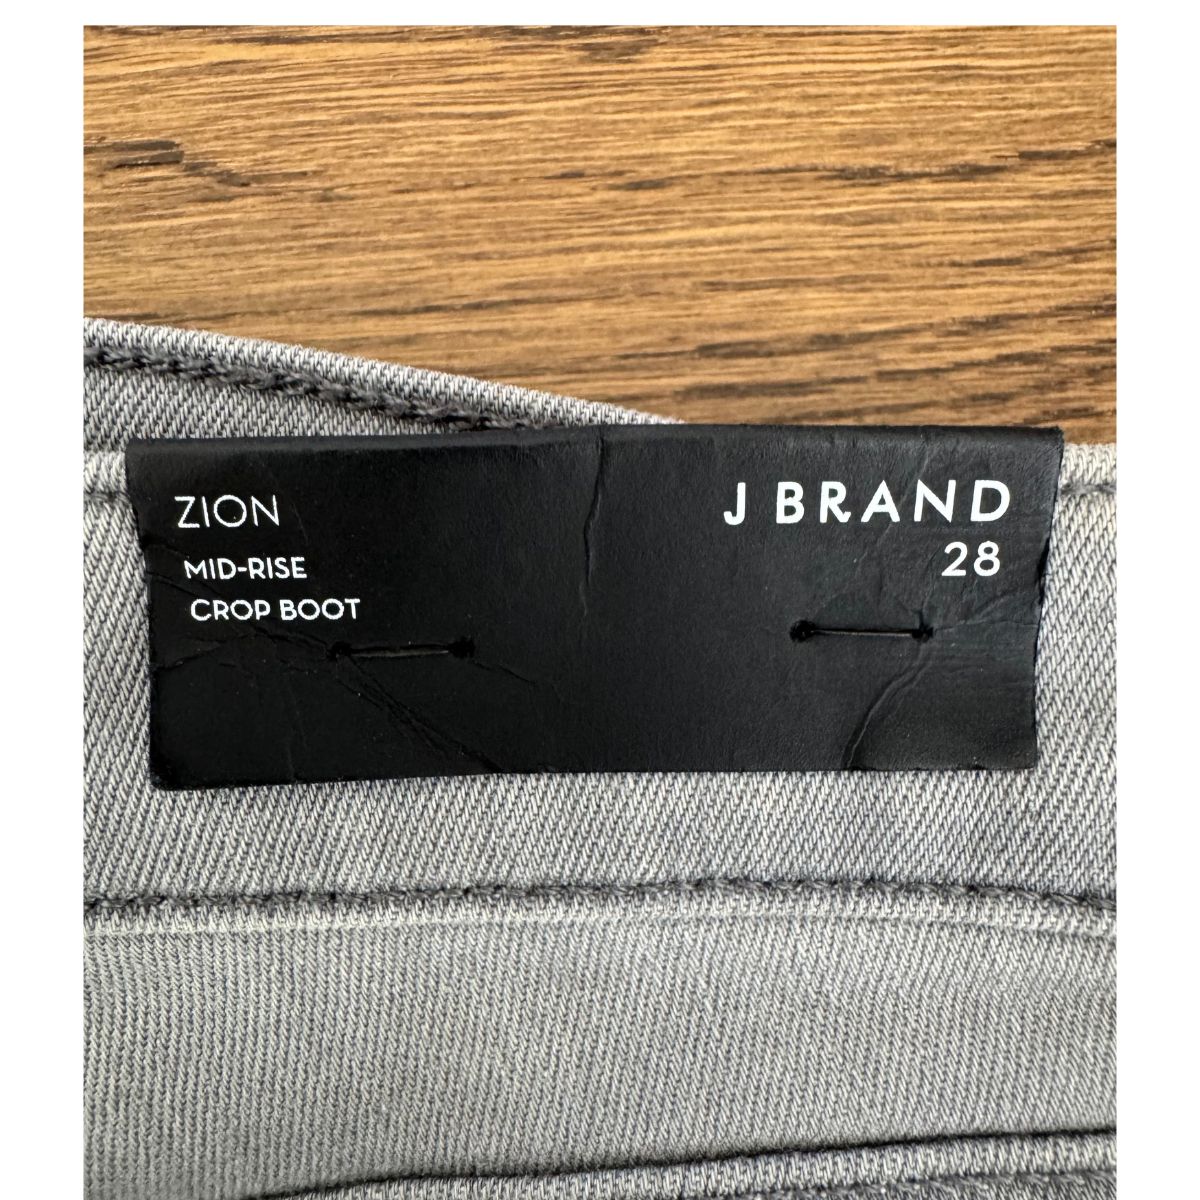 ZION
MID-RISE
CROP BOOT
J BRAND
28